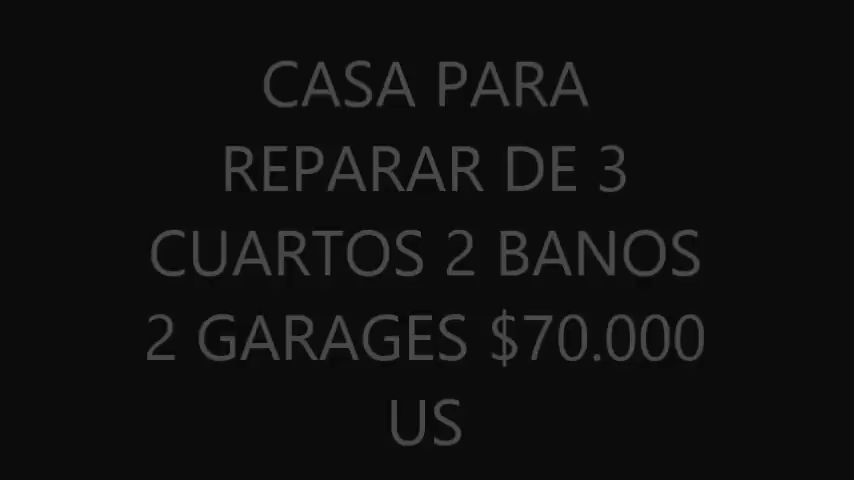 CASA PARA
REPARAR DE 3
CUARTOS 2 BANOS
2 GARAGES $70.000
US